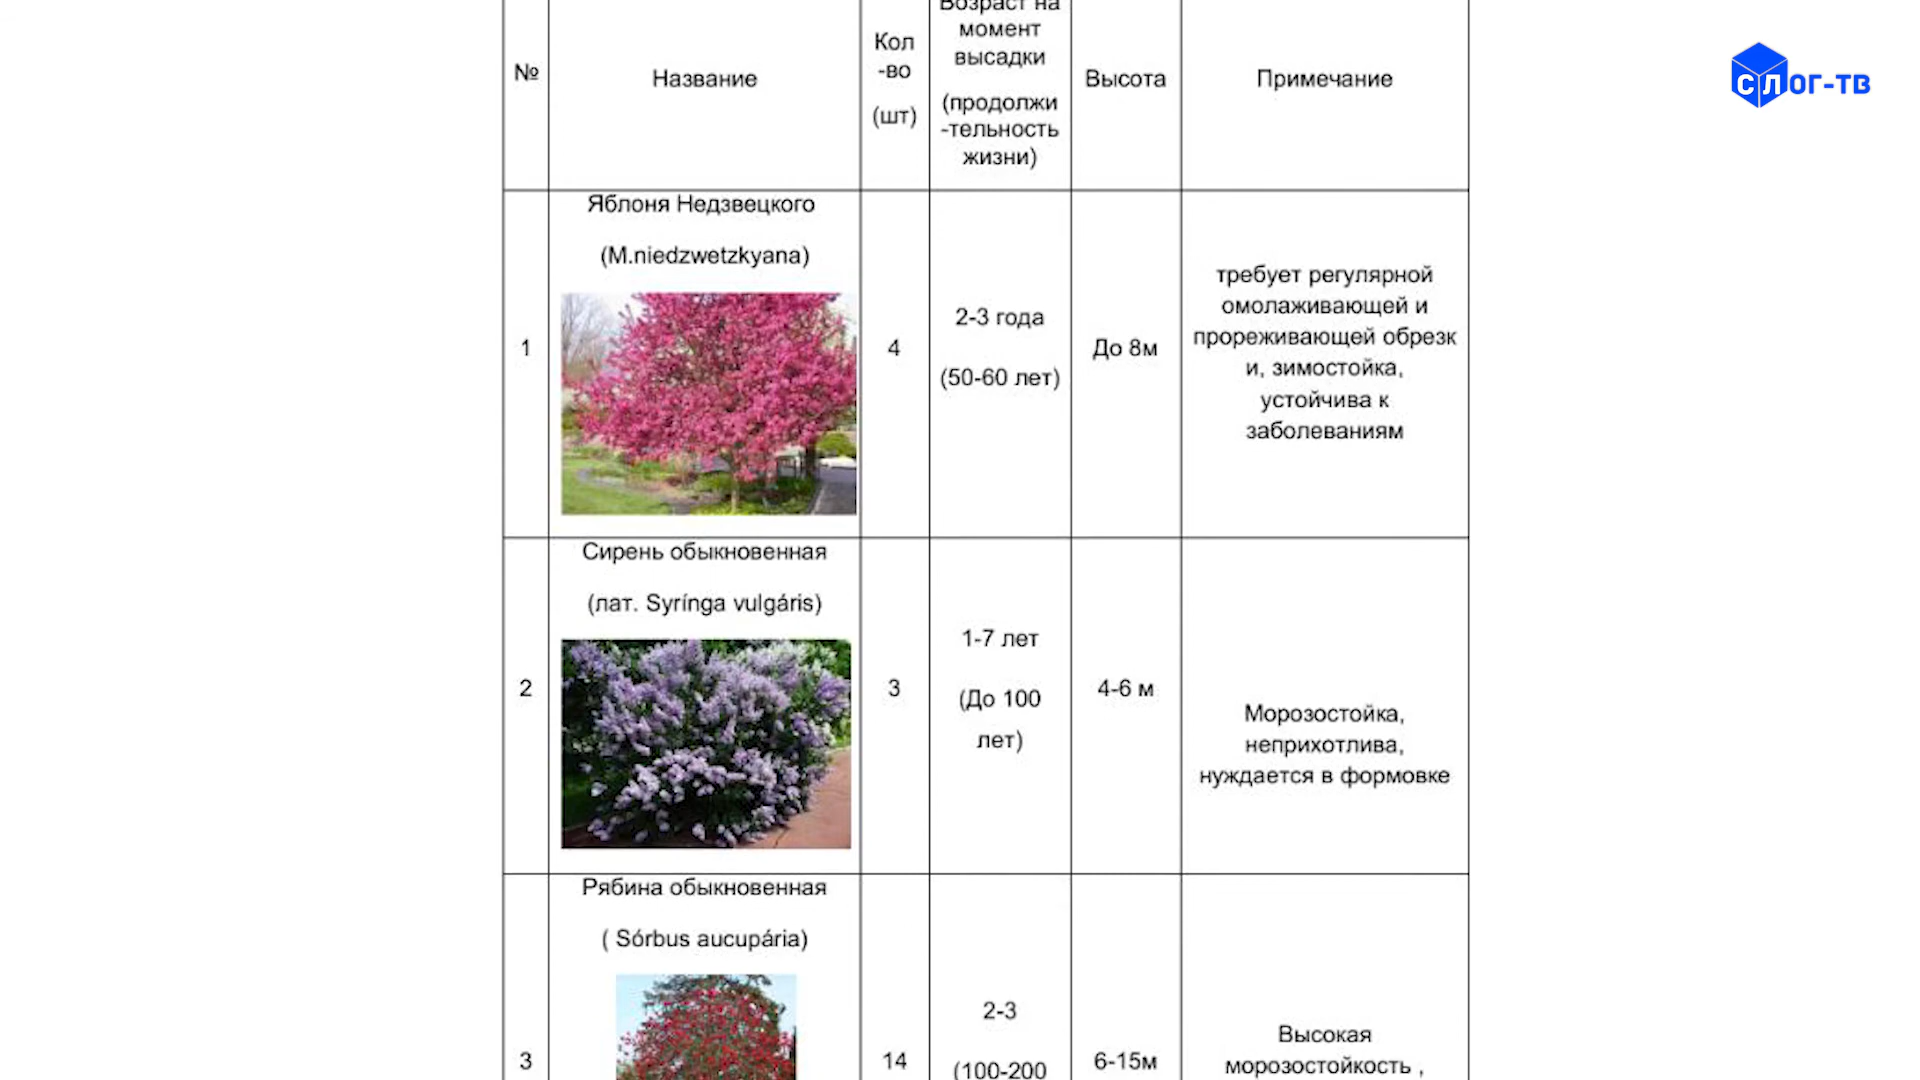 №
Название
Кол
-во
(шт)
Возраст на
момент
высадки
(продолжи
-тельность
жизни)
Высота
Примечание
слог-тв
1
Яблоня Недзвецкого
(M.niedzwetzkyana)
4
2-3 года
(50-60 лет)
До 8м
требует регулярной
омолаживающей и
прореживающей обрезк
и, зимостойка,
устойчива к
заболеваниям
2
Сирень обыкновенная
(лат. Syrínga vulgáris)
3
1-7 лет
(До 100
лет)
4-6 м
Морозостойка,
неприхотлива,
нуждается в формовке
3
Рябина обыкновенная
( Sórbus aucupária)
14
2-3
(100-200
6-15м
Высокая
морозостойкость ,